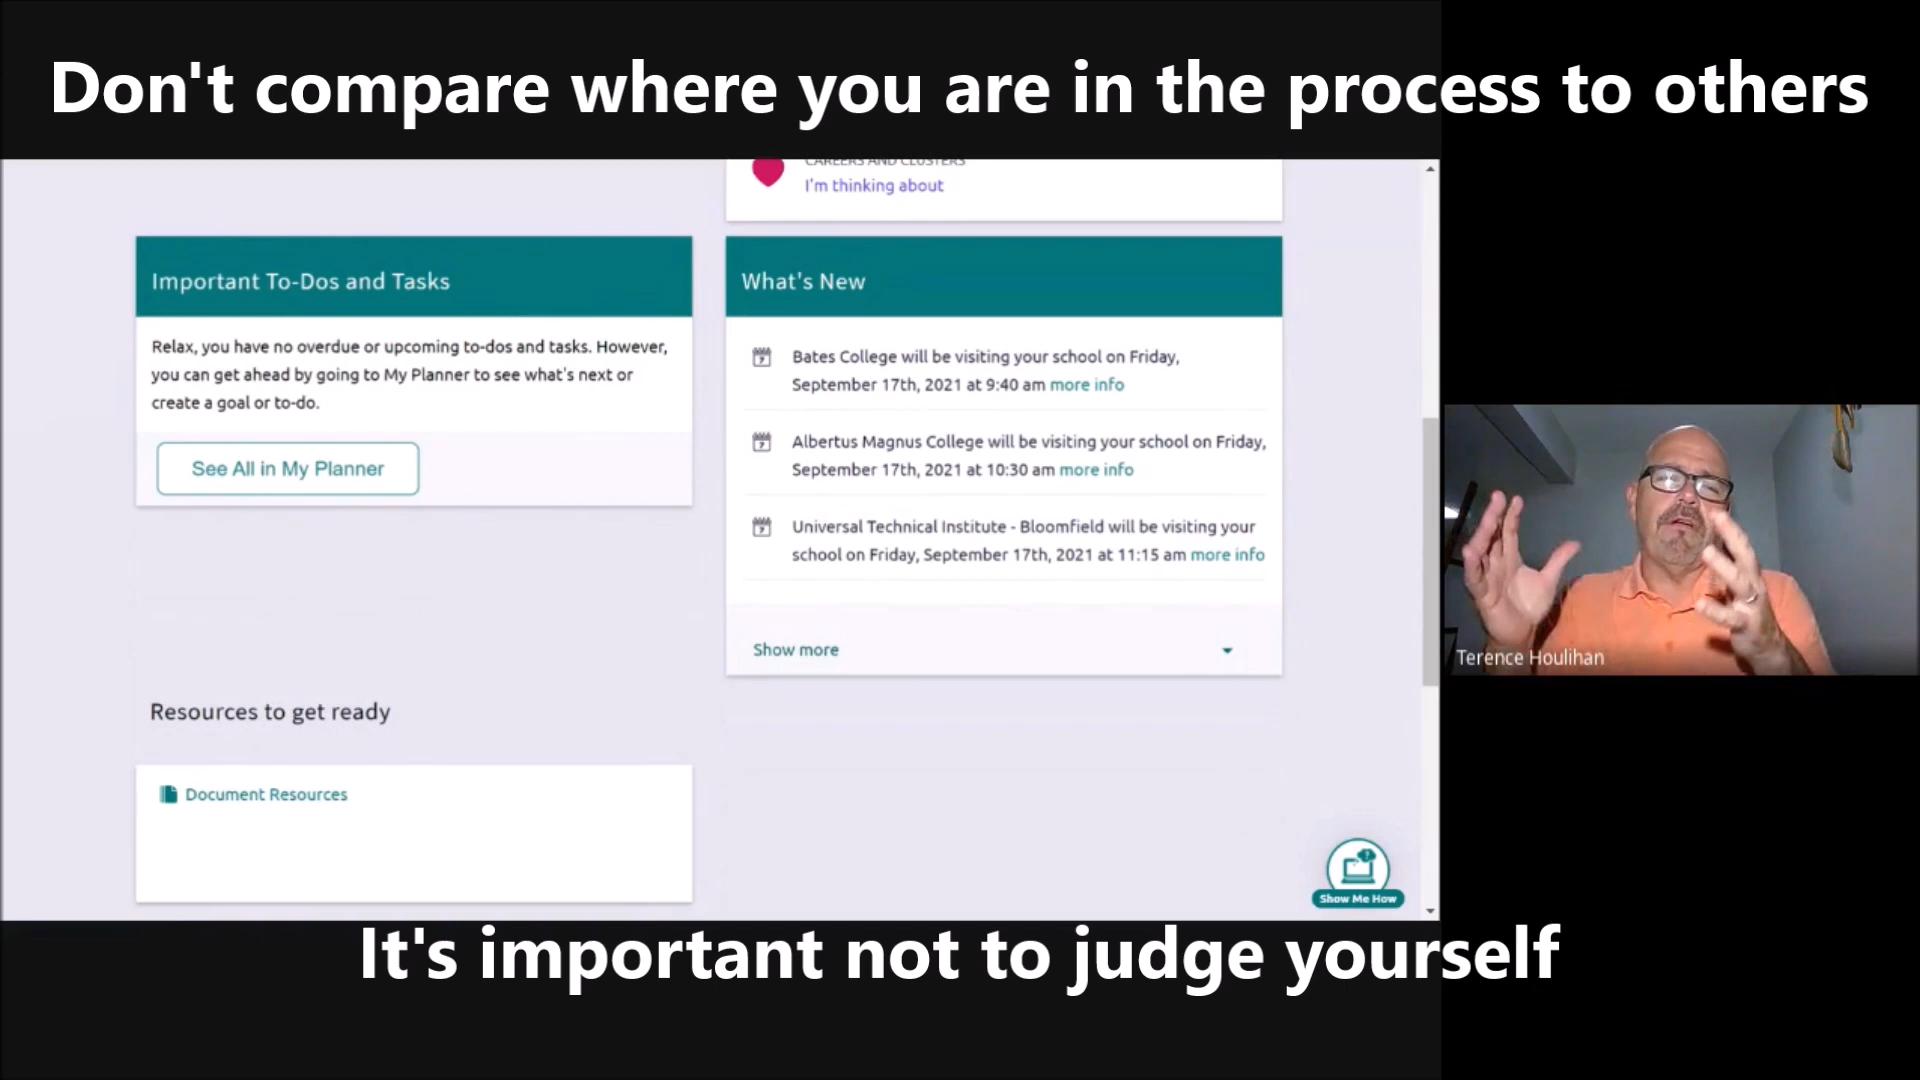 Don't compare where you are in the process to others
CAREERS AND CLUSTERS
I'm thinking about
Important To-Dos and Tasks
Relax, you have no overdue or upcoming to-dos and tasks. However,
you can get ahead by going to My Planner to see what's next or
create a goal or to-do.
See All in My Planner
What's New
Bates College will be visiting your school on Friday,
September 17th, 2021 at 9:40 am more info
Albertus Magnus College will be visiting your school on Friday,
September 17th, 2021 at 10:30 am more info
Universal Technical Institute - Bloomfield will be visiting your
school on Friday, September 17th, 2021 at 11:15 am more info
Show more
Terence Houlihan
Resources to get ready
Document Resources
Show Me How
It's important not to judge yourself